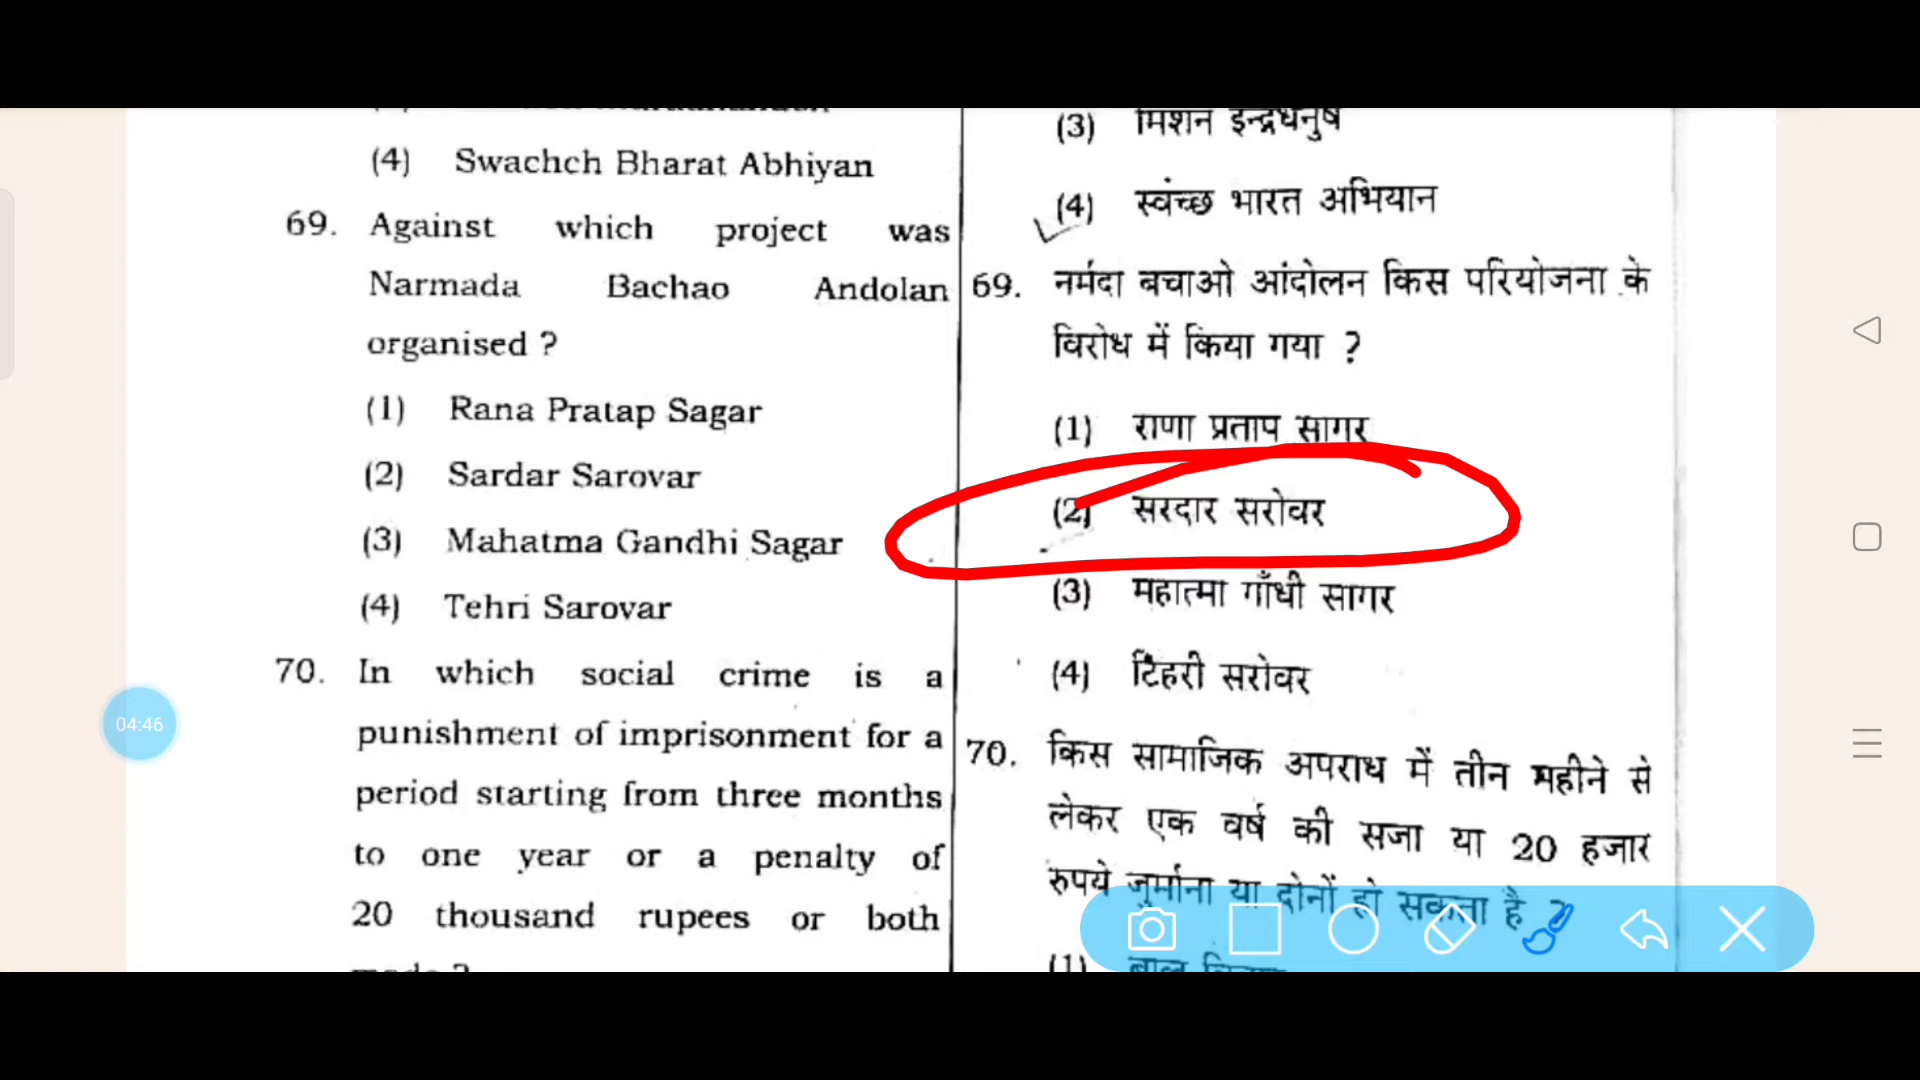 (4) Swachch Bharat Abhiyan
69. Against which project was
Narmada Bachao Andolan
organised ?
(1) Rana Pratap Sagar
(2) Sardar Sarovar
(3) Mahatma Gandhi Sagar
(4) Tehri Sarovar
70. In which social crime is a
punishment of imprisonment for a
period starting from three months
to one year or a penalty of
20 thousand rupees or both
(3) मिशन इन्द्रधनुष
(4) स्वंच्छ भारत अभियान
69. नर्मदा बचाओ आंदोलन किस परियोजना के
विरोध में किया गया ?
(1) राणा प्रताप सागर
(2) सरदार सरोवर
(3) महात्मा गाँधी सागर
(4) टिहरी सरोवर
70. किस सामाजिक अपराध में तीन महीने से
लेकर एक वर्ष की सजा या 20 हजार
रुपये जुर्माना या दोनों हो सकता है ?
(1) बाल
04:46